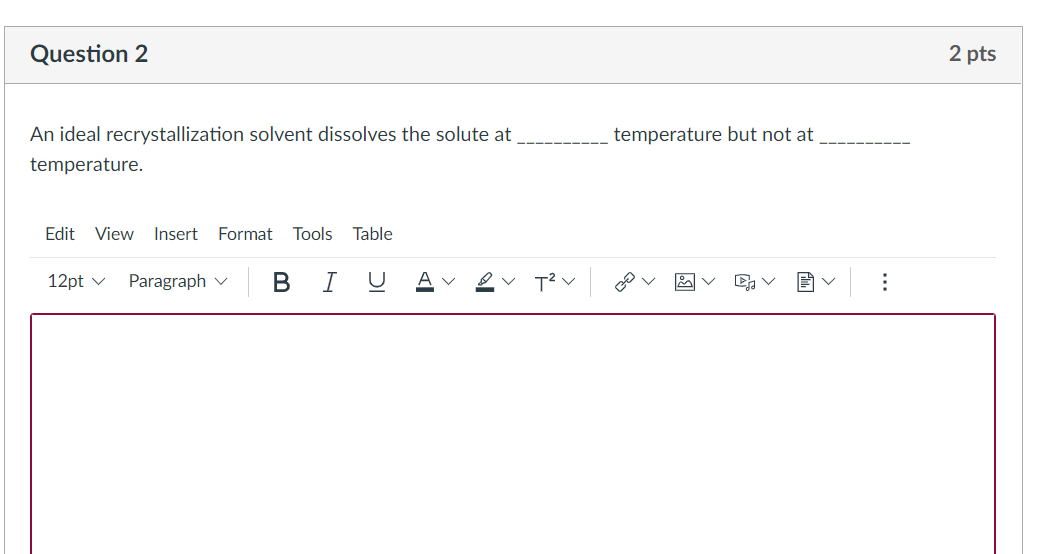 Question 2
2 pts
An ideal recrystallization solvent dissolves the solute at __________ temperature but not at __________
temperature.
Edit View Insert Format Tools Table
12pt Paragraph B I U A T²